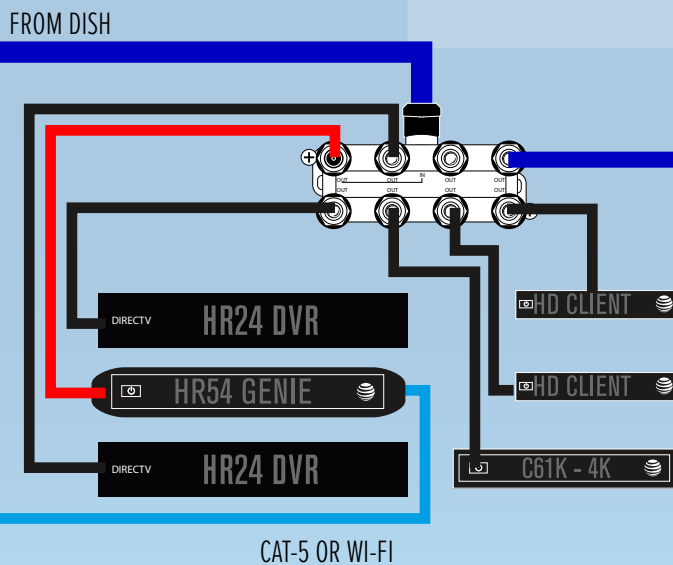 FROM DISH
IN
OUT OUT OUT OUT
OUT OUT OUT OUT
HD CLIENT
DIRECTV HR24 DVR
HR54 GENIE
HD CLIENT
DIRECTV HR24 DVR
C61K - 4K
CAT-5 OR WI-FI